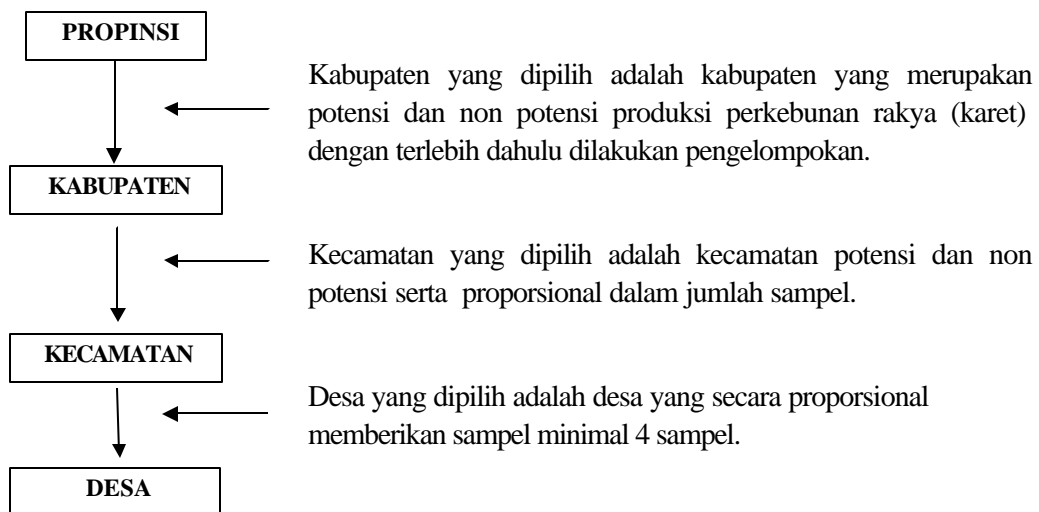 PROPINSI
Kabupaten yang dipilih adalah kabupaten yang merupakan
potensi dan non potensi produksi perkebunan rakya (karet)
dengan terlebih dahulu dilakukan pengelompokan.
KABUPATEN
Kecamatan yang dipilih adalah kecamatan potensi dan non
potensi serta proporsional dalam jumlah sampel.
KECAMATAN
Desa yang dipilih adalah desa yang secara proporsional
memberikan sampel minimal 4 sampel.
DESA